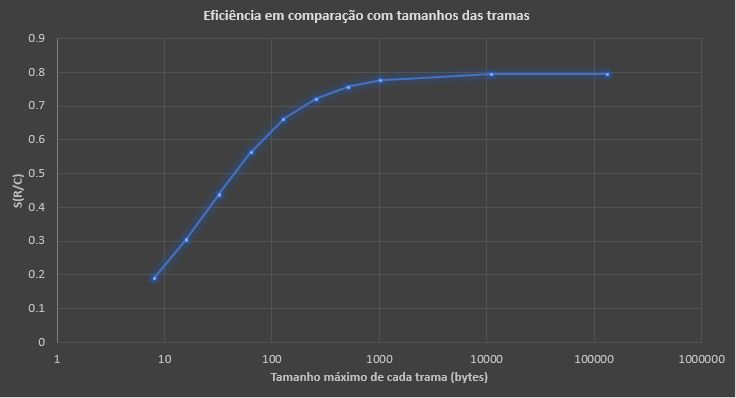 Eficiência em comparação com tamanhos das tramas
0.9
0.8
0.7
0.6
0.5
0.4
0.3
0.2
0.1
0
S(R/C)
1 10 100 1000 10000 100000 1000000
Tamanho máximo de cada trama (bytes)